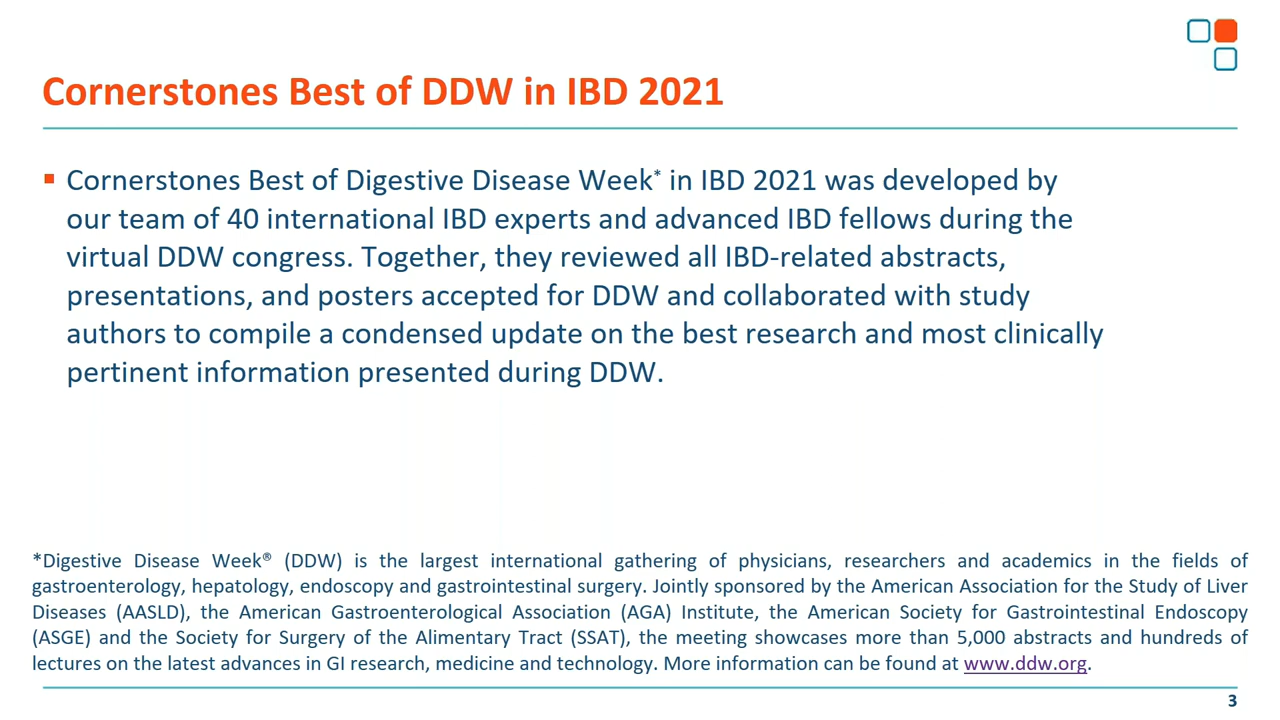 Cornerstones Best of DDW in IBD 2021
Cornerstones Best of Digestive Disease Week* in IBD 2021 was developed by
our team of 40 international IBD experts and advanced IBD fellows during the
virtual DDW congress. Together, they reviewed all IBD-related abstracts,
presentations, and posters accepted for DDW and collaborated with study
authors to compile a condensed update on the best research and most clinically
pertinent information presented during DDW.
*Digestive Disease Week® (DDW) is the largest international gathering of physicians, researchers and academics in the fields of
gastroenterology, hepatology, endoscopy and gastrointestinal surgery. Jointly sponsored by the American Association for the Study of Liver
Diseases (AASLD), the American Gastroenterological Association (AGA) Institute, the American Society for Gastrointestinal Endoscopy
(ASGE) and the Society for Surgery of the Alimentary Tract (SSAT), the meeting showcases more than 5,000 abstracts and hundreds of
lectures on the latest advances in GI research, medicine and technology. More information can be found at www.ddw.org.
3